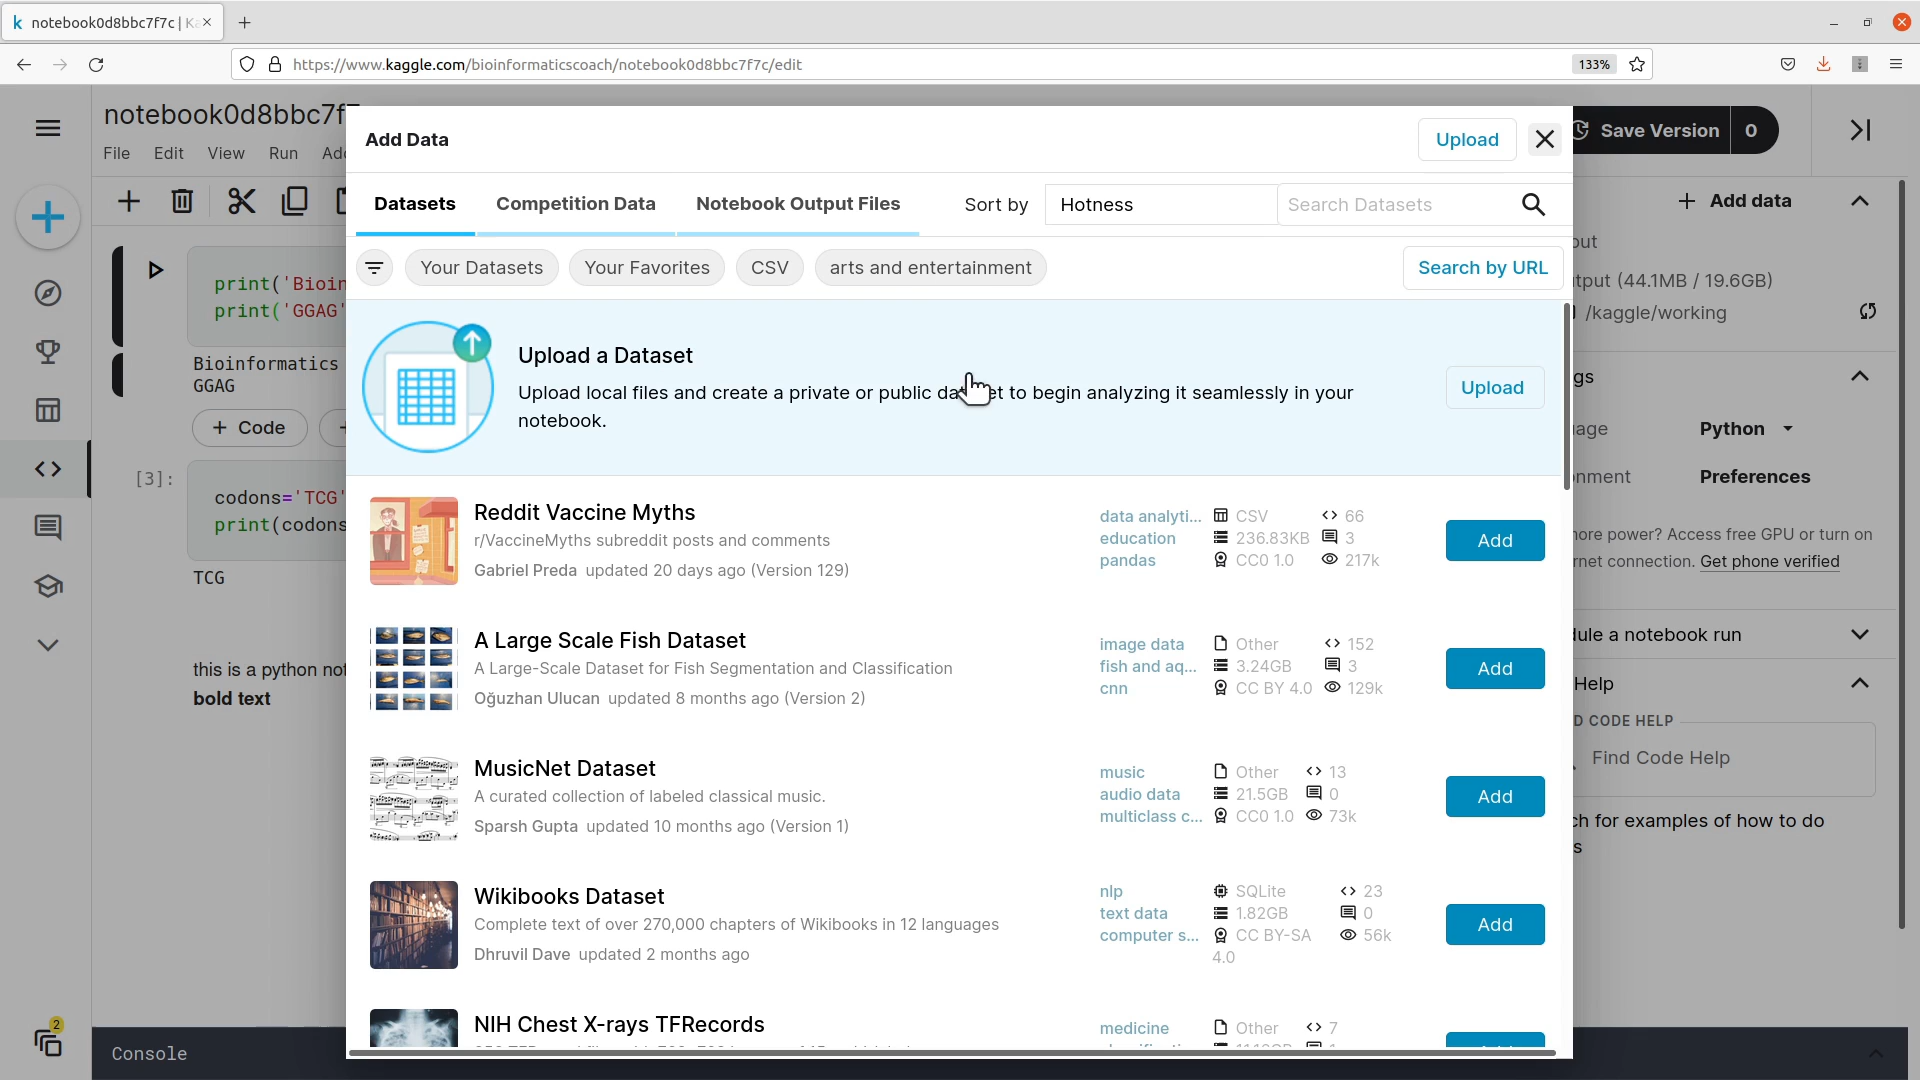 notebook0d8bbc7f7c | Ka
https://www.kaggle.com/bioinformaticscoach/notebook0d8bbc7f7c/edit
133%
notebook0d8bbc7f7
File Edit View Run Add
Save Version 0
Add Data
Upload
Datasets
Competition Data
Notebook Output Files
Sort by
Hotness
Search Datasets
Your Datasets
Your Favorites
CSV
arts and entertainment
Search by URL
Upload a Dataset
Upload local files and create a private or public dataset to begin analyzing it seamlessly in your
notebook.
Upload
Reddit Vaccine Myths
r/VaccineMyths subreddit posts and comments
Gabriel Preda updated 20 days ago (Version 129)
data analyti...
education
pandas
CSV
236.83KB
CC0 1.0
66
3
217k
Add
A Large Scale Fish Dataset
A Large-Scale Dataset for Fish Segmentation and Classification
Oğuzhan Ulucan updated 8 months ago (Version 2)
image data
fish and aq...
cnn
Other
3.24GB
CC BY 4.0
152
3
129k
Add
MusicNet Dataset
A curated collection of labeled classical music.
Sparsh Gupta updated 10 months ago (Version 1)
music
audio data
multiclass c...
Other
21.5GB
CC0 1.0
13
0
73k
Add
Wikibooks Dataset
Complete text of over 270,000 chapters of Wikibooks in 12 languages
Dhruvil Dave updated 2 months ago
nlp
text data
computer s...
SQLite
1.82GB
CC BY-SA
4.0
23
0
56k
Add
NIH Chest X-rays TFRecords
medicine
Other
7
print('Bioin
print('GGAG'
Bioinformatics
GGAG
+ Code
[3]:
codons='TCG'
print(codons
TCG
this is a python not
bold text
2
Console
+ Add data
put
tput (44.1MB / 19.6GB)
/kaggle/working
gs
uage
Python
nment
Preferences
more power? Access free GPU or turn on
rnet connection. Get phone verified
dule a notebook run
Help
D CODE HELP
Find Code Help
ch for examples of how to do
s